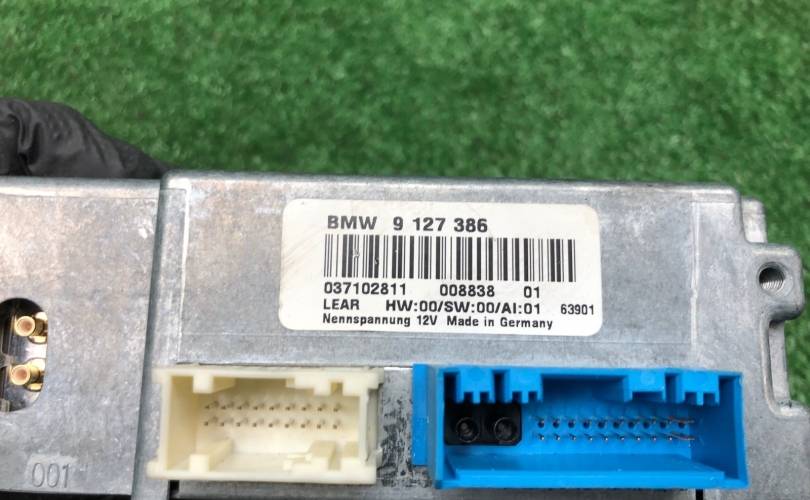 BMW 9 127 386
037102811 008838 01
LEAR HW:00/SW:00/AI:01 63901
Nennspannung 12V Made in Germany
001